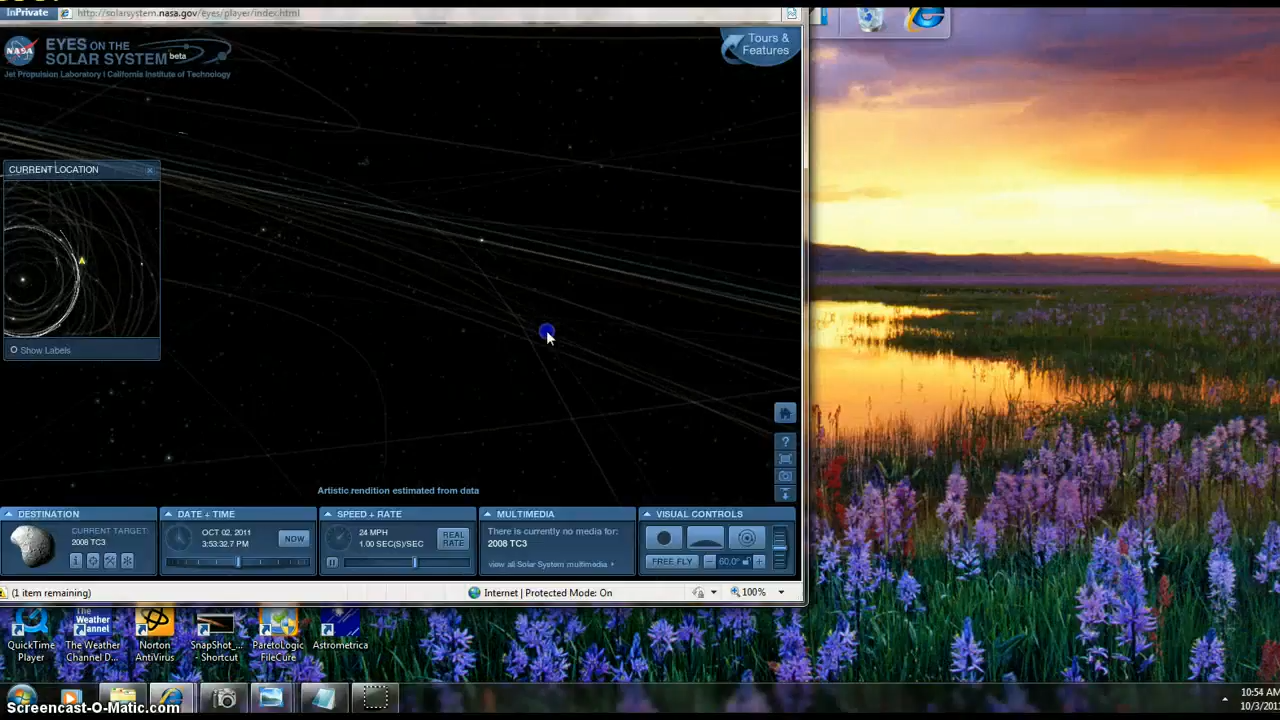 InPrivate
http://solarsystem.nasa.gov/eyes/player/index.html
NASA
EYES ON THE
SOLAR SYSTEM beta
Jet Propulsion Laboratory | California Institute of Technology
Tours &
Features
CURRENT LOCATION
Show Labels
Artistic rendition estimated from data
DESTINATION
CURRENT TARGET:
2008 TC3
DATE + TIME
OCT 02, 2011
3:53:32.7 PM
NOW
SPEED + RATE
24 MPH
1.00 SEC(S)/SEC
REAL
RATE
MULTIMEDIA
There is currently no media for:
2008 TC3
view all Solar System multimedia
VISUAL CONTROLS
FREE FLY
60.0°
(1 item remaining)
Internet | Protected Mode: On
100%
QuickTime
Player
The
Weather
Channel
The Weather
Channel D...
Norton
AntiVirus
SnapShot_...
- Shortcut
ParetoLogic
FileCure
Astrometrica
10:54 AM
Screencast-O-Matic.com